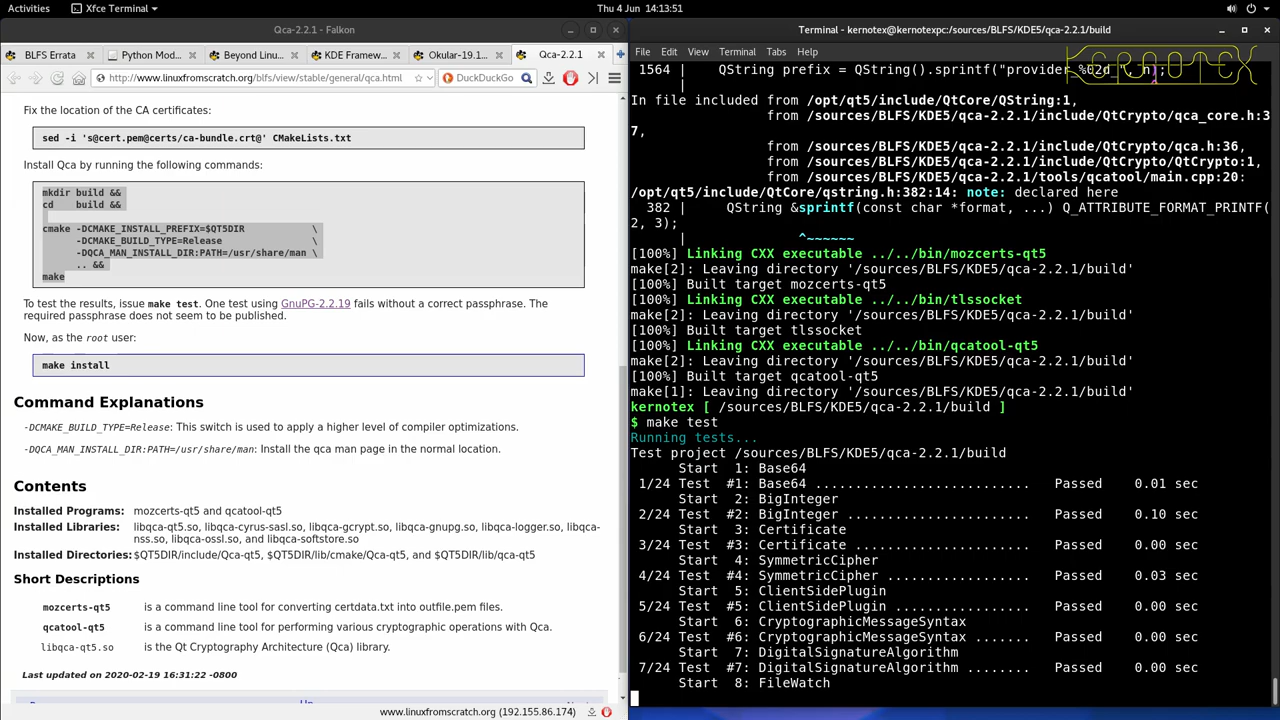 Activities
Xfce Terminal
Thu 4 Jun 14:13:51
Qca-2.2.1 - Falkon
BLFS Errata
Python Mod...
Beyond Linu...
KDE Framew...
Okular-19.1...
Qca-2.2.1
http://www.linuxfromscratch.org/blfs/view/stable/general/qca.html
DuckDuckGo
Fix the location of the CA certificates:
sed -i 's@cert.pem@certs/ca-bundle.crt@' CMakeLists.txt
Install Qca by running the following commands:
mkdir build &&
cd    build &&
cmake -DCMAKE_INSTALL_PREFIX=$QT5DIR            \
      -DCMAKE_BUILD_TYPE=Release                \
      -DQCA_MAN_INSTALL_DIR:PATH=/usr/share/man \
      .. &&
make
To test the results, issue make test. One test using GnuPG-2.2.19 fails without a correct passphrase. The
required passphrase does not seem to be published.
Now, as the root user:
make install
Command Explanations
-DCMAKE_BUILD_TYPE=Release: This switch is used to apply a higher level of compiler optimizations.
-DQCA_MAN_INSTALL_DIR:PATH=/usr/share/man: Install the qca man page in the normal location.
Contents
Installed Programs: mozcerts-qt5 and qcatool-qt5
Installed Libraries: libqca-qt5.so, libqca-cyrus-sasl.so, libqca-gcrypt.so, libqca-gnupg.so, libqca-logger.so, libqca-
nss.so, libqca-ossl.so, and libqca-softstore.so
Installed Directories: $QT5DIR/include/Qca-qt5, $QT5DIR/lib/cmake/Qca-qt5, and $QT5DIR/lib/qca-qt5
Short Descriptions
mozcerts-qt5 is a command line tool for converting certdata.txt into outfile.pem files.
qcatool-qt5 is a command line tool for performing various cryptographic operations with Qca.
libqca-qt5.so is the Qt Cryptography Architecture (Qca) library.
Last updated on 2020-02-19 16:31:22 -0800
www.linuxfromscratch.org (192.155.86.174)
Terminal - kernotex@kernotexpc:/sources/BLFS/KDE5/qca-2.2.1/build
File Edit View Terminal Tabs Help
KERNOTEX
1564 |    QString prefix = QString().sprintf("provider_%02d_", n);
In file included from /opt/qt5/include/QtCore/QString:1,
from /sources/BLFS/KDE5/qca-2.2.1/include/QtCrypto/qca_core.h:3
7,
from /sources/BLFS/KDE5/qca-2.2.1/include/QtCrypto/qca.h:36,
from /sources/BLFS/KDE5/qca-2.2.1/include/QtCrypto/QtCrypto:1,
from /sources/BLFS/KDE5/qca-2.2.1/tools/qcatool/main.cpp:20:
/opt/qt5/include/QtCore/qstring.h:382:14: note: declared here
382 |     QString &sprintf(const char *format, ...) Q_ATTRIBUTE_FORMAT_PRINTF(
2, 3);
|              ^~~~~~~
[100%] Linking CXX executable ../../bin/mozcerts-qt5
make[2]: Leaving directory '/sources/BLFS/KDE5/qca-2.2.1/build'
[100%] Built target mozcerts-qt5
[100%] Linking CXX executable ../../bin/tlssocket
make[2]: Leaving directory '/sources/BLFS/KDE5/qca-2.2.1/build'
[100%] Built target tlssocket
[100%] Linking CXX executable ../../bin/qcatool-qt5
make[2]: Leaving directory '/sources/BLFS/KDE5/qca-2.2.1/build'
[100%] Built target qcatool-qt5
make[1]: Leaving directory '/sources/BLFS/KDE5/qca-2.2.1/build'
kernotex [ /sources/BLFS/KDE5/qca-2.2.1/build ]
$ make test
Running tests...
Test project /sources/BLFS/KDE5/qca-2.2.1/build
Start  1: Base64
1/24 Test  #1: Base64 ...........................   Passed    0.01 sec
Start  2: BigInteger
2/24 Test  #2: BigInteger .......................   Passed    0.10 sec
Start  3: Certificate
3/24 Test  #3: Certificate ......................   Passed    0.00 sec
Start  4: SymmetricCipher
4/24 Test  #4: SymmetricCipher ..................   Passed    0.03 sec
Start  5: ClientSidePlugin
5/24 Test  #5: ClientSidePlugin .................   Passed    0.00 sec
Start  6: CryptographicMessageSyntax
6/24 Test  #6: CryptographicMessageSyntax .......   Passed    0.00 sec
Start  7: DigitalSignatureAlgorithm
7/24 Test  #7: DigitalSignatureAlgorithm ........   Passed    0.00 sec
Start  8: FileWatch